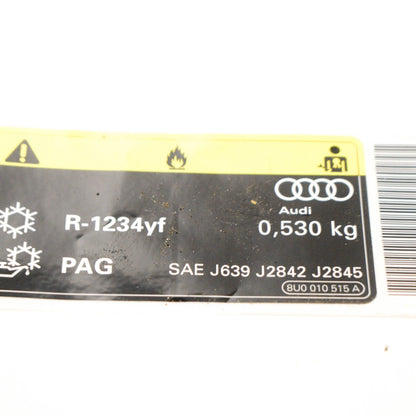 Audi
R-1234yf 0,530 kg
PAG SAE J639 J2842 J2845
8U0 010 515 A